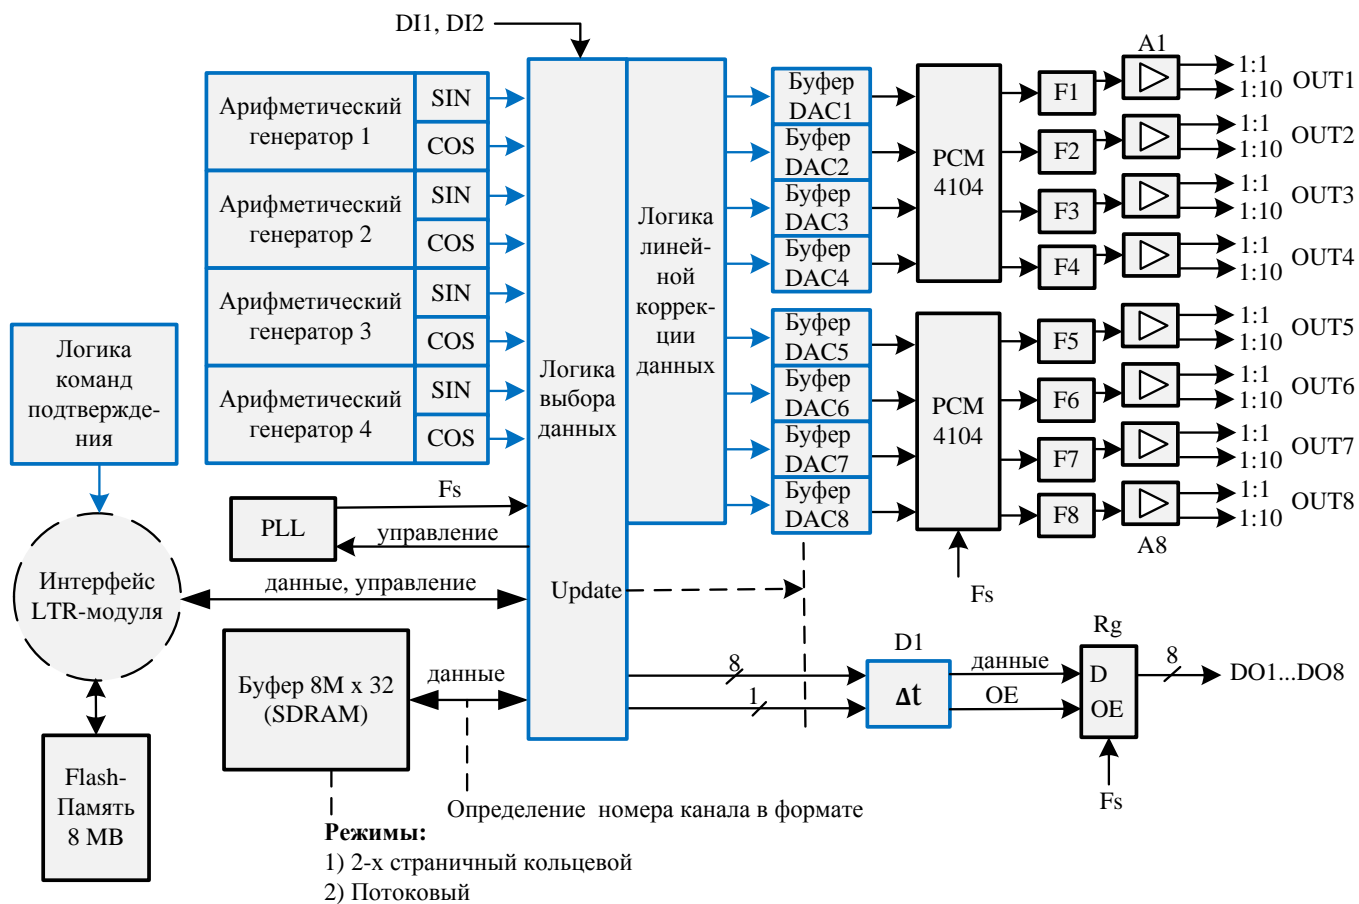 DI1, DI2
Арифметический
генератор 1
SIN
COS
Арифметический
генератор 2
SIN
COS
Арифметический
генератор 3
SIN
COS
Арифметический
генератор 4
SIN
COS
Логика
выбора
данных
Update
Логика
линей-
ной
коррек-
ции
данных
Буфер
DAC1
Буфер
DAC2
Буфер
DAC3
Буфер
DAC4
Буфер
DAC5
Буфер
DAC6
Буфер
DAC7
Буфер
DAC8
PCM
4104
PCM
4104
Fs
F1
F2
F3
F4
F5
F6
F7
F8
A1
A8
1:1
1:10
OUT1
1:1
1:10
OUT2
1:1
1:10
OUT3
1:1
1:10
OUT4
1:1
1:10
OUT5
1:1
1:10
OUT6
1:1
1:10
OUT7
1:1
1:10
OUT8
Логика
команд
подтвержде-
ния
Интерфейс
LTR-модуля
Flash-
Память
8 MB
PLL
Fs
управление
данные, управление
Буфер 8M x 32
(SDRAM)
данные
8
1
D1
Δt
данные
OE
Rg
D
OE
Fs
8
DO1...DO8
Определение номера канала в формате
Режимы:
1) 2-х страничный кольцевой
2) Потоковый